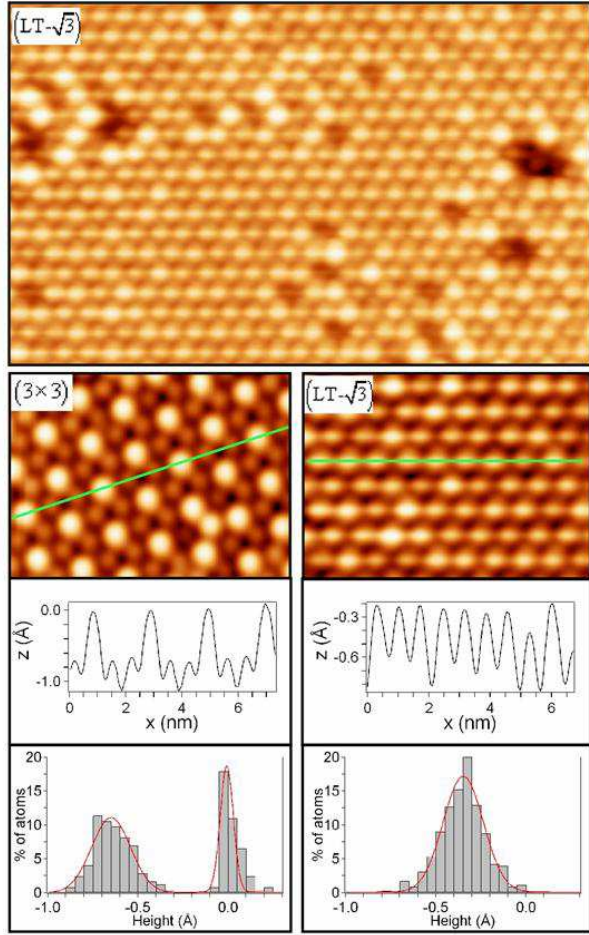 (LT-√3)
(3×3)
(LT-√3)
0.0
-1.0
z (Å)
0 2 4 6
x (nm)
-0.3
-0.6
z (Å)
0 2 4 6
x (nm)
20
15
10
5
0
% of atoms
-1.0 -0.5 0.0
Height (Å)
20
15
10
5
0
% of atoms
-1.0 -0.5 0.0
Height (Å)